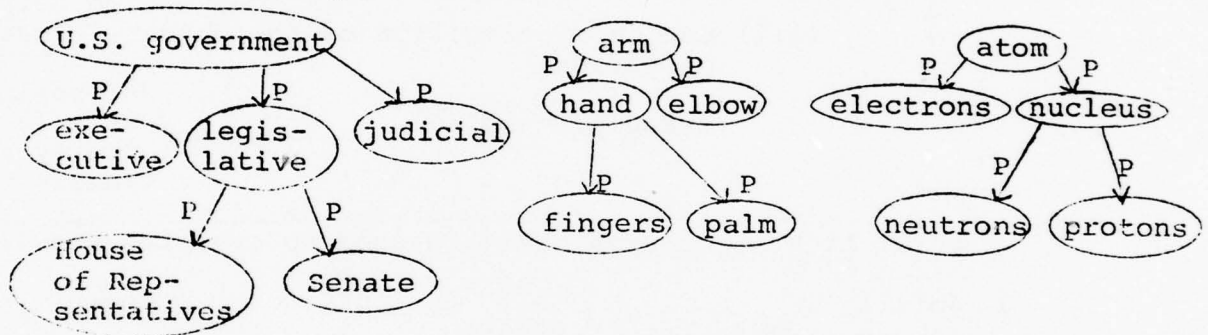 U.S. government
P
P
P
exe-
cutive
legis-
lative
judicial
P
P
House
of Rep-
sentatives
Senate
arm
P
P
hand
elbow
P
P
fingers
palm
atom
P
P
electrons
nucleus
P
P
neutrons
protons